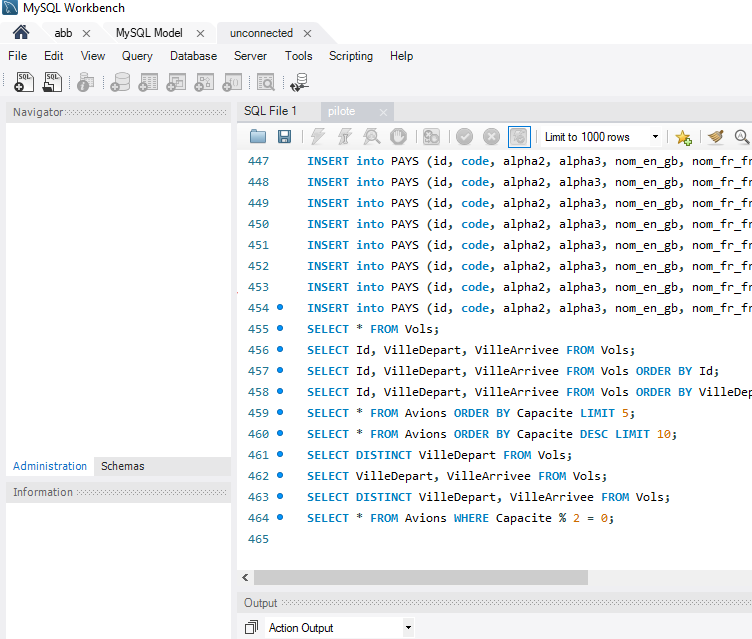 MySQL Workbench
abb MySQL Model unconnected
File Edit View Query Database Server Tools Scripting Help
Navigator
SQL File 1 pilote
Limit to 1000 rows
447 INSERT into PAYS (id, code, alpha2, alpha3, nom_en_gb, nom_fr_fr
448 INSERT into PAYS (id, code, alpha2, alpha3, nom_en_gb, nom_fr_fr
449 INSERT into PAYS (id, code, alpha2, alpha3, nom_en_gb, nom_fr_fr
450 INSERT into PAYS (id, code, alpha2, alpha3, nom_en_gb, nom_fr_fr
451 INSERT into PAYS (id, code, alpha2, alpha3, nom_en_gb, nom_fr_fr
452 INSERT into PAYS (id, code, alpha2, alpha3, nom_en_gb, nom_fr_fr
453 INSERT into PAYS (id, code, alpha2, alpha3, nom_en_gb, nom_fr_fr
454 INSERT into PAYS (id, code, alpha2, alpha3, nom_en_gb, nom_fr_fr
455 SELECT * FROM Vols;
456 SELECT Id, VilleDepart, VilleArrivee FROM Vols;
457 SELECT Id, VilleDepart, VilleArrivee FROM Vols ORDER BY Id;
458 SELECT Id, VilleDepart, VilleArrivee FROM Vols ORDER BY VilleDep
459 SELECT * FROM Avions ORDER BY Capacite LIMIT 5;
460 SELECT * FROM Avions ORDER BY Capacite DESC LIMIT 10;
461 SELECT DISTINCT VilleDepart FROM Vols;
462 SELECT VilleDepart, VilleArrivee FROM Vols;
463 SELECT DISTINCT VilleDepart, VilleArrivee FROM Vols;
464 SELECT * FROM Avions WHERE Capacite % 2 = 0;
465
Administration Schemas
Information
Output
Action Output